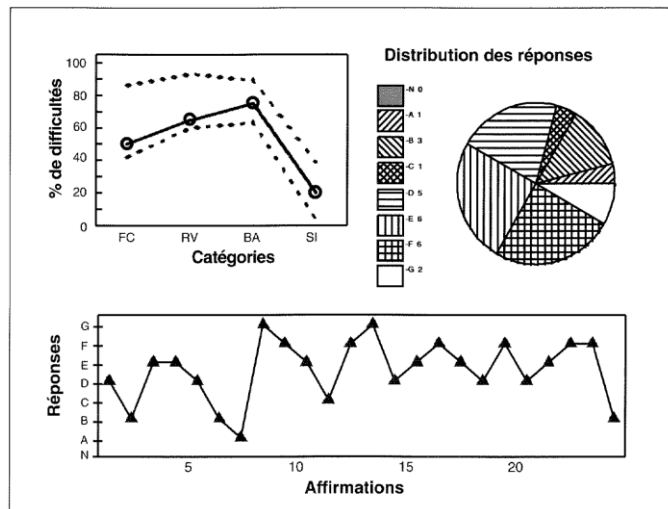 100
80
60
40
20
0
% de difficultés
FC RV BA SI
Catégories
Distribution des réponses
-N 0
-A 1
-B 3
-C 1
-D 5
-E 6
-F 6
-G 2
G
F
E
D
C
B
A
N
Réponses
5 10 15 20
Affirmations